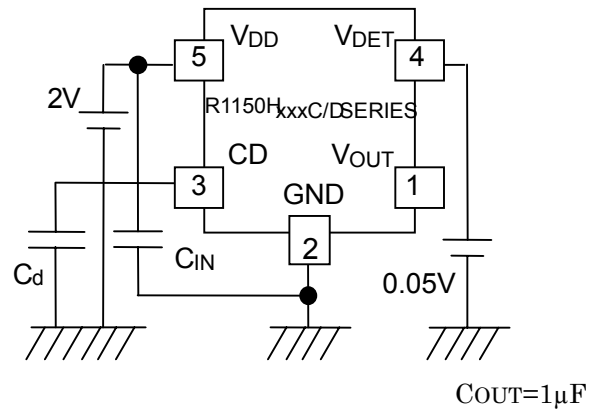 5 VDD VDET 4
2V
R1150HxxxC/DSERIES
CD
3
VOUT
1
GND
2
Cd
CIN
0.05V
COUT=1μF